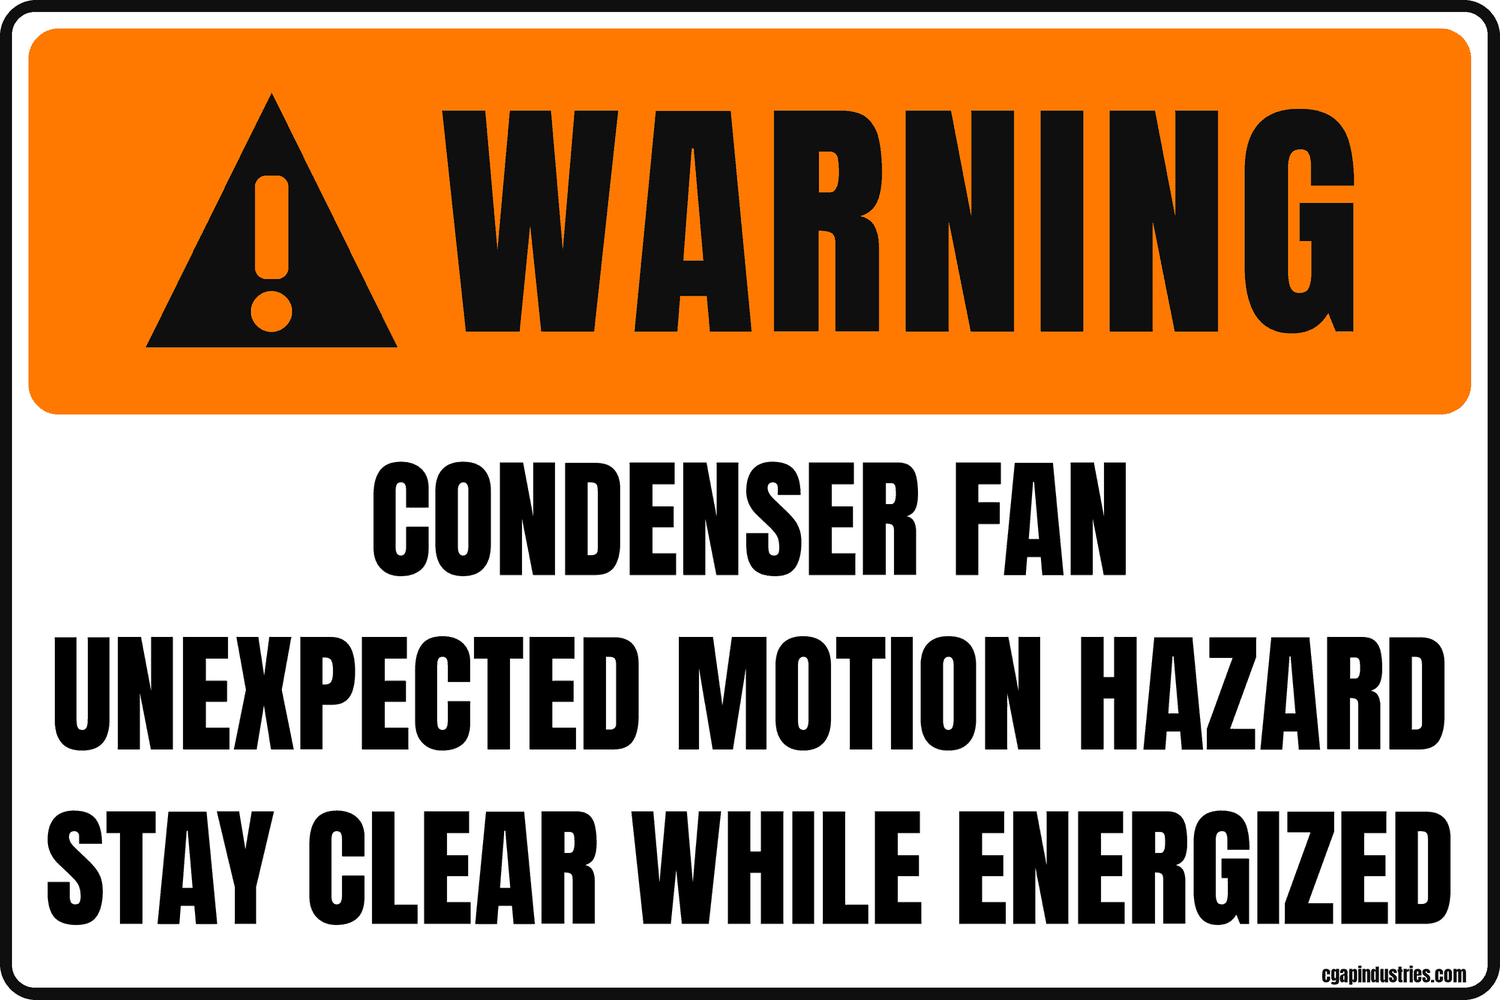 WARNING
CONDENSER FAN
UNEXPECTED MOTION HAZARD
STAY CLEAR WHILE ENERGIZED
cgapindustries.com